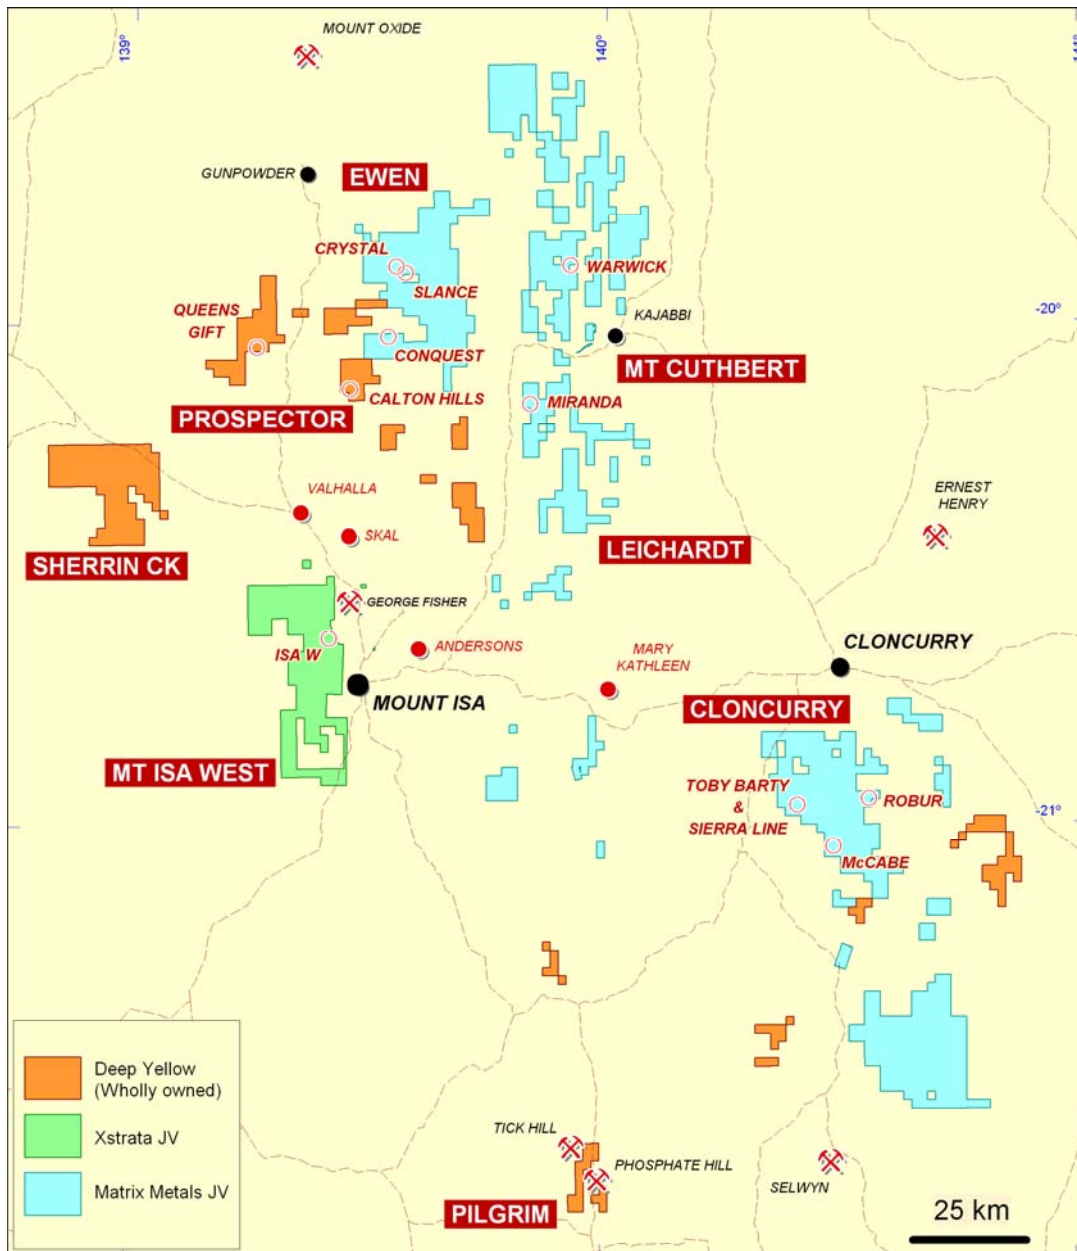 139°
140°
141°
MOUNT OXIDE
GUNPOWDER
EWEN
CRYSTAL
SLANCE
WARWICK
QUEENS
GIFT
KAJABBI
-20°
CONQUEST
MT CUTHBERT
CALTON HILLS
MIRANDA
PROSPECTOR
VALHALLA
ERNEST
HENRY
SKAL
LEICHARDT
SHERRIN CK
GEORGE FISHER
ISA W
ANDERSONS
MARY
KATHLEEN
CLONCURRY
MOUNT ISA
CLONCURRY
MT ISA WEST
TOBY BARTY
&
SIERRA LINE
ROBUR
-21°
McCABE
Deep Yellow
(Wholly owned)
Xstrata JV
Matrix Metals JV
TICK HILL
PHOSPHATE HILL
SELWYN
PILGRIM
25 km